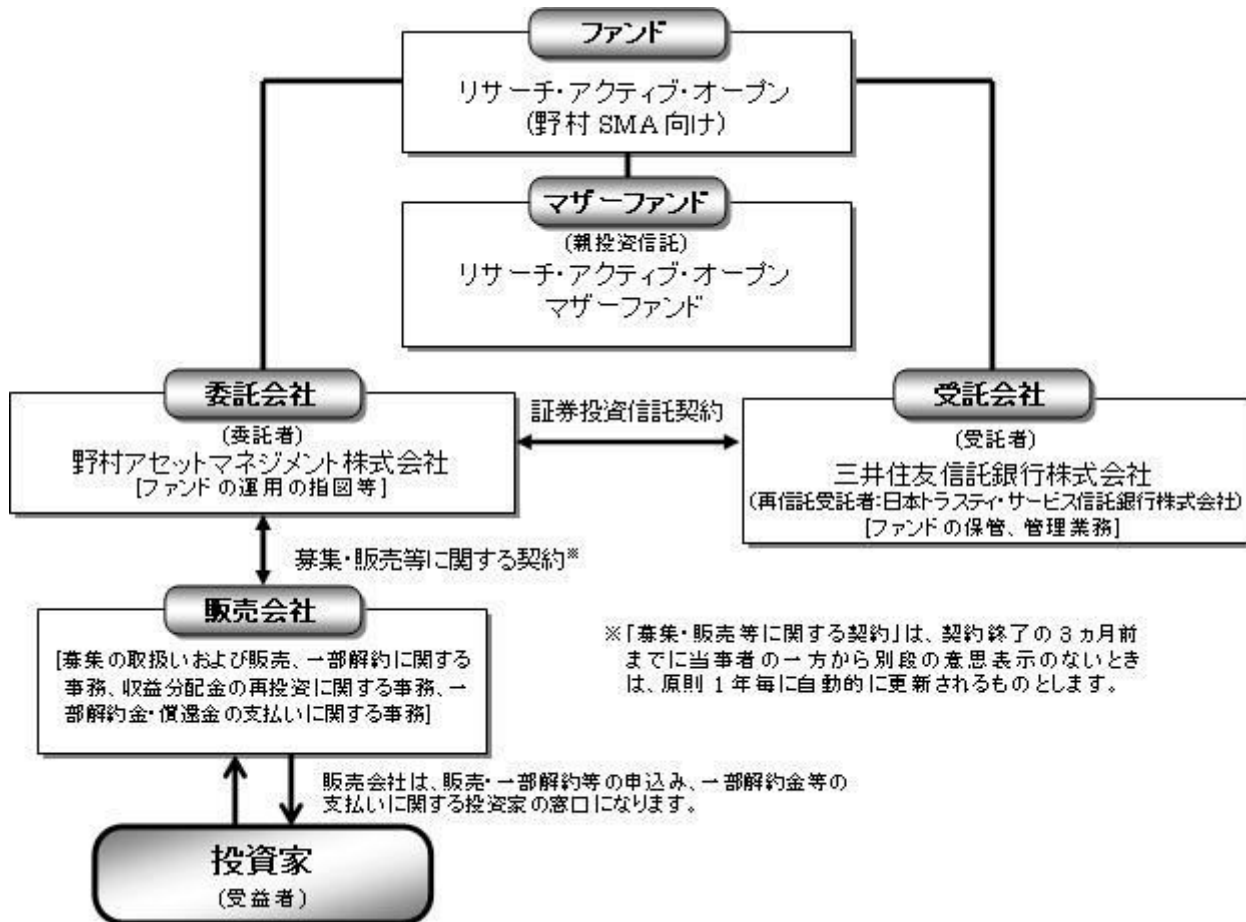 ファンド
リサーチ・アクティブ・オープン
(野村 SMA 向け)
マザーファンド
(親投資信託)
リサーチ・アクティブ・オープン
マザーファンド
委託会社
(委託者)
野村アセットマネジメント株式会社
[ファンドの運用の指図等]
証券投資信託契約
受託会社
(受託者)
三井住友信託銀行株式会社
(再信託受託者:日本トラスティ・サービス信託銀行株式会社)
[ファンドの保管、管理業務]
募集・販売等に関する契約※
販売会社
[募集の取扱いおよび販売、一部解約に関する
事務、収益分配金の再投資に関する事務、一
部解約金・償還金の支払いに関する事務]
※「募集・販売等に関する契約」は、契約終了の 3 ヵ月前
までに当事者の一方から別段の意思表示のないとき
は、原則 1 年毎に自動的に更新されるものとします。
販売会社は、販売・一部解約等の申込み、一部解約金等の
支払いに関する投資家の窓口になります。
投資家
(受益者)